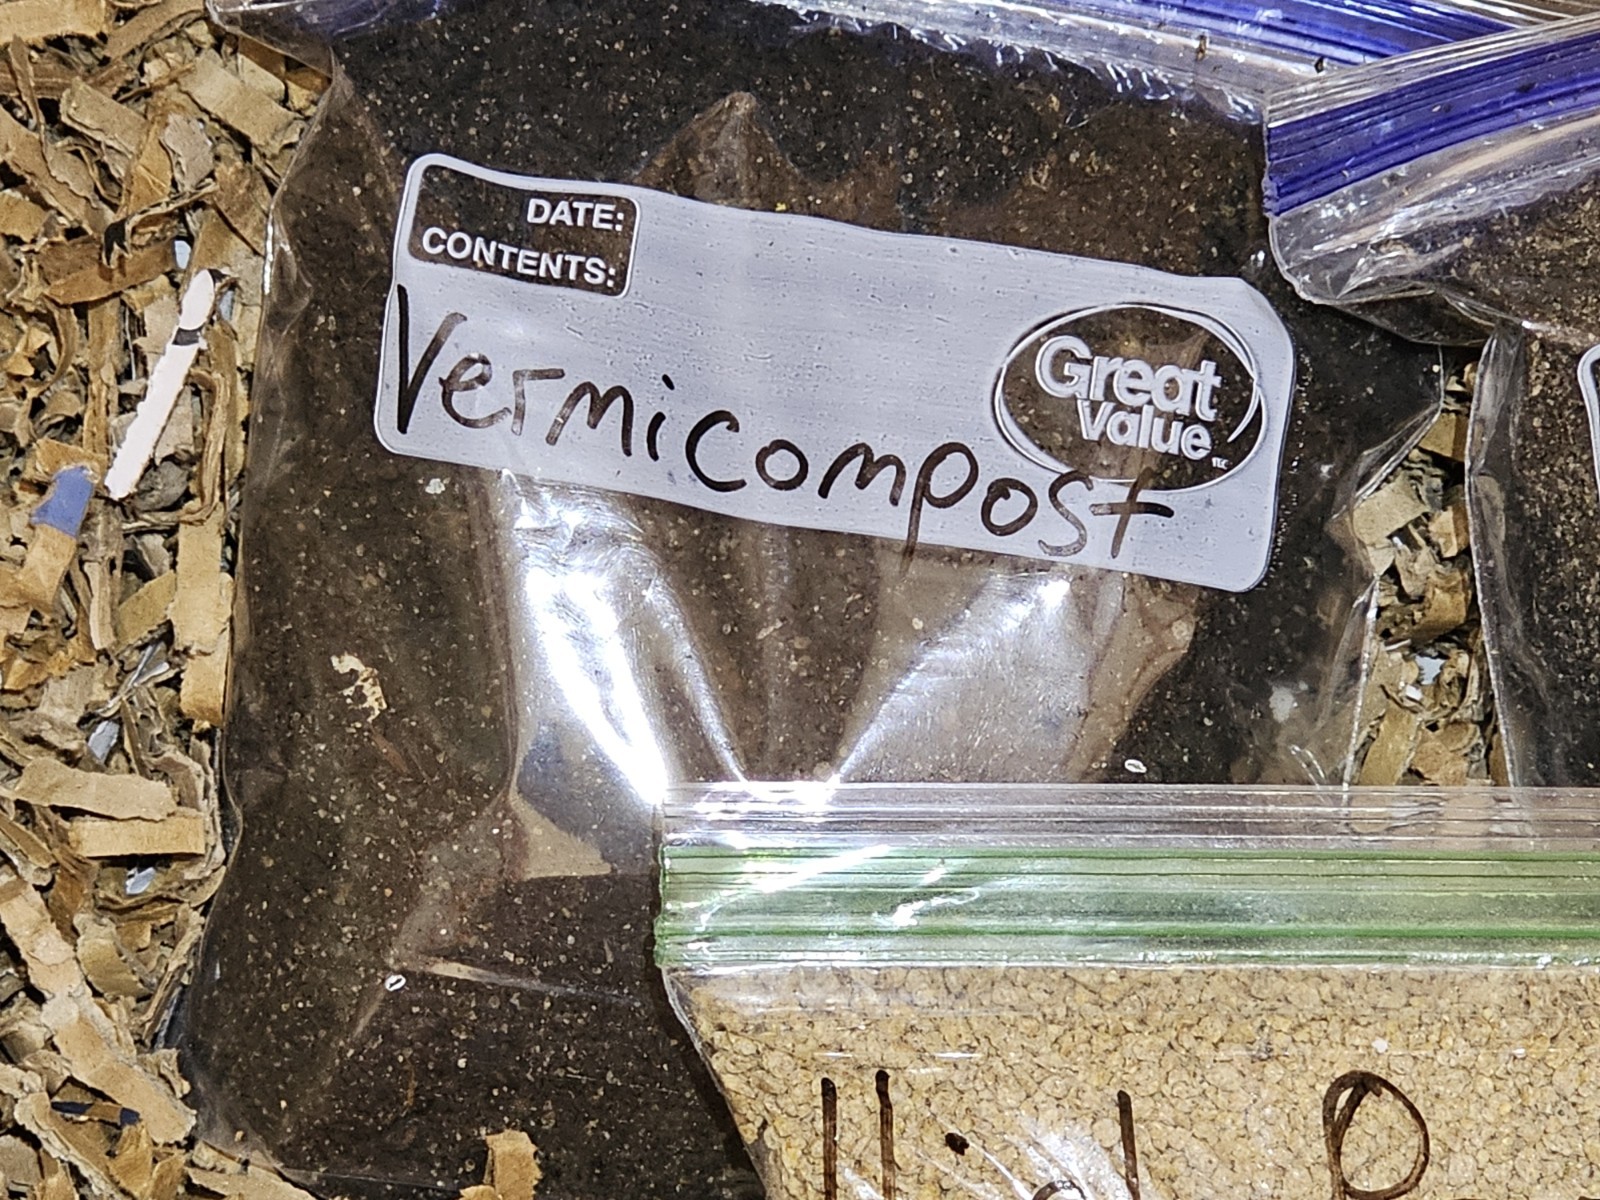 DATE:
CONTENTS:
Great
Value
Vermicompost